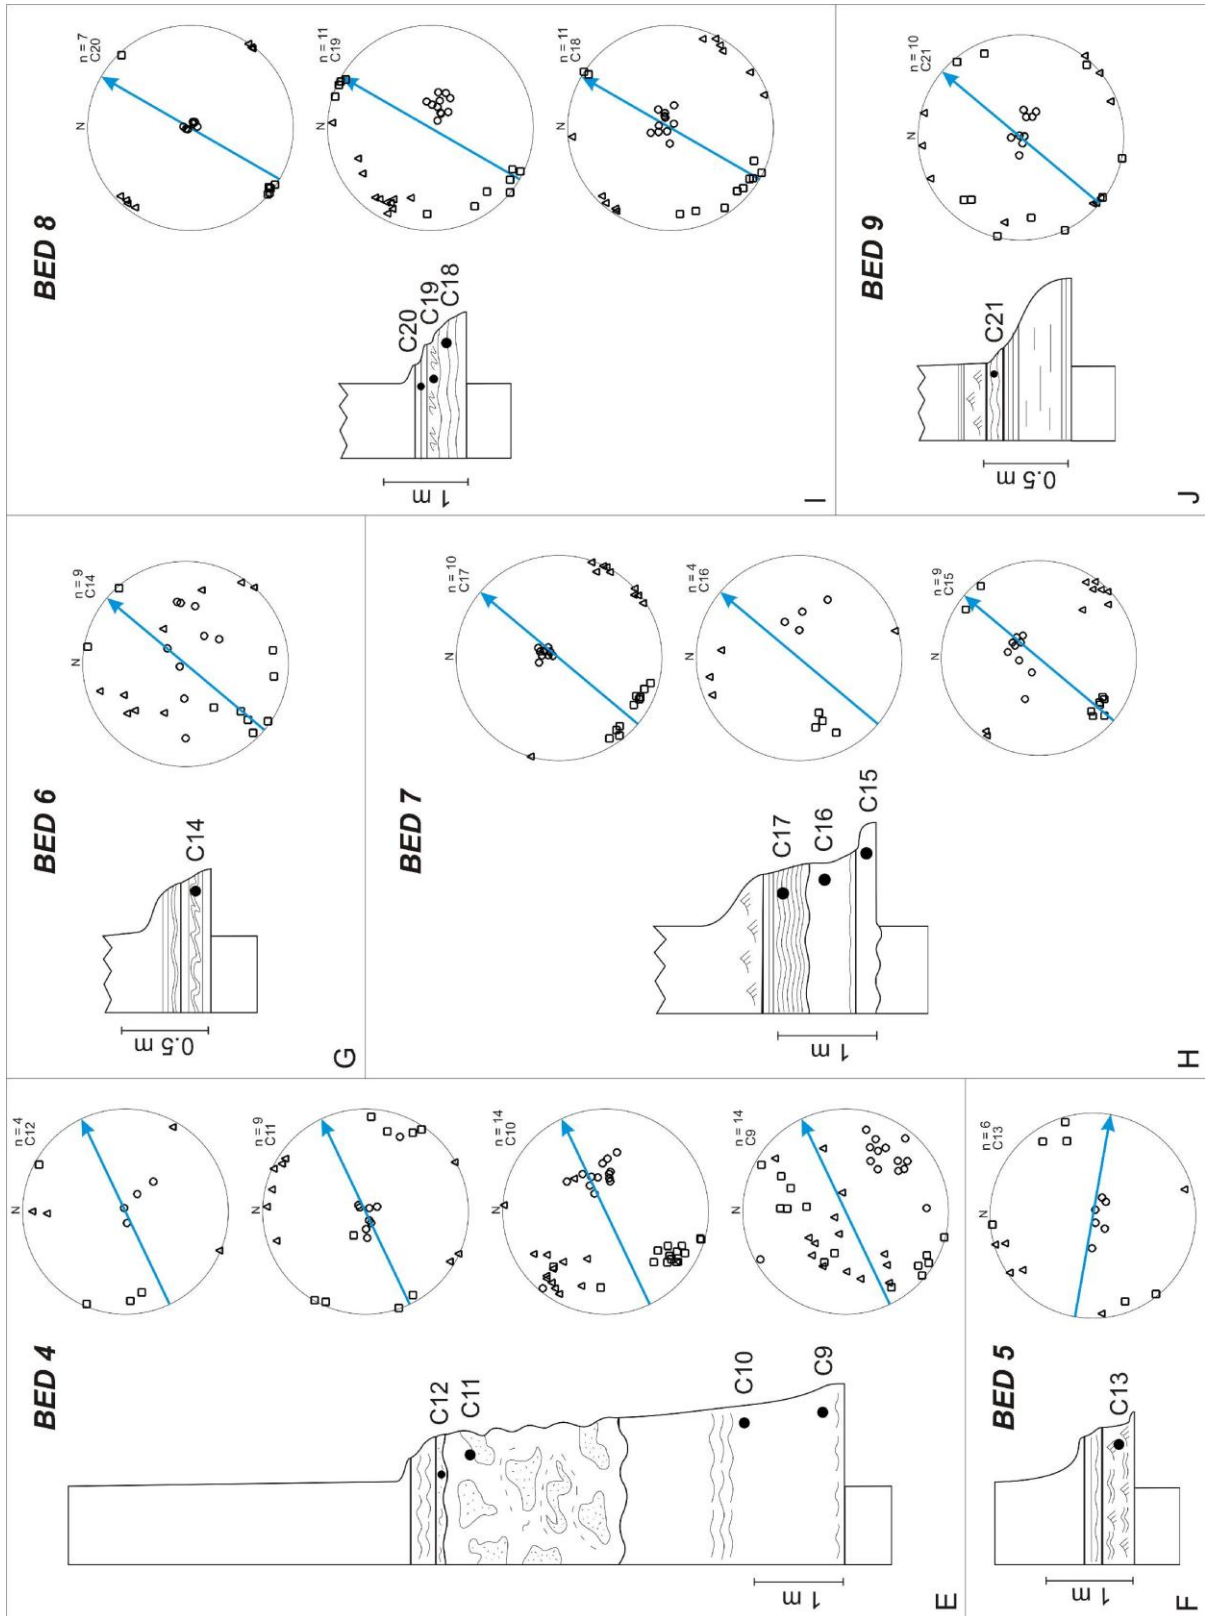 BED 4
n = 4
C12
N
n = 9
C11
N
n = 14
C10
N
n = 14
C9
N
C12
C11
C10
C9
1 m
E
BED 5
n = 6
C13
N
C13
1 m
F
BED 6
n = 9
C14
N
C14
0.5 m
G
BED 7
n = 10
C17
N
n = 4
C16
N
n = 9
C15
N
C17
C16
C15
1 m
H
BED 8
n = 7
C20
N
n = 11
C19
N
n = 11
C18
N
C20
C19
C18
1 m
I
BED 9
n = 10
C21
N
C21
0.5 m
J